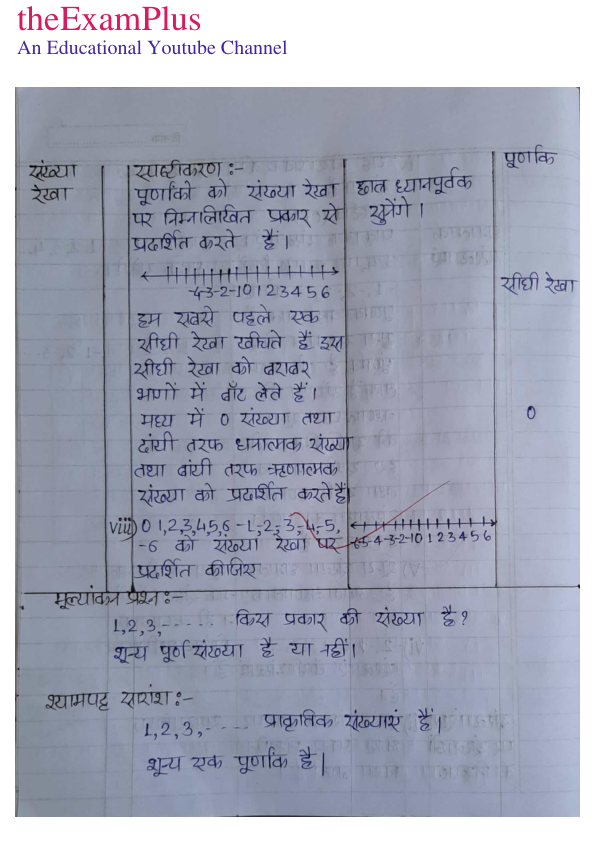 theExamPlus
An Educational Youtube Channel
संख्या
रेखा
स्पष्टीकरण :-
पूर्णांको को संख्या रेखा
पर निम्नलिखित प्रकार से
प्रदर्शित करते हैं।
-4-3-2-1 0 1 2 3 4 5 6
हम सबसे पहले एक
सीधी रेखा खींचते हैं इस
सीधी रेखा को बराबर
भागों में बाँट लेते हैं।
मध्य में 0 संख्या तथा
दांयी तरफ धनात्मक संख्या
तथा बांयी तरफ ऋणात्मक
संख्या को प्रदर्शित करते हैं।
viii) 0 1,2,3,4,5,6 -1,-2,-3,-4,-5,
-6 को संख्या रेखा पर
प्रदर्शित कीजिए
छात्र ध्यानपूर्वक
सुनेंगे।
-6-5-4-3-2-1 0 1 2 3 4 5 6
पूर्णांक
सीधी रेखा
0
मूल्यांकन प्रश्न:-
1,2,3,----- किस प्रकार की संख्या है?
शून्य पूर्ण संख्या है या नहीं।
श्यामपट्ट सारांश:-
1,2,3,---- प्राकृतिक संख्याएं हैं।
शून्य एक पूर्णांक है।